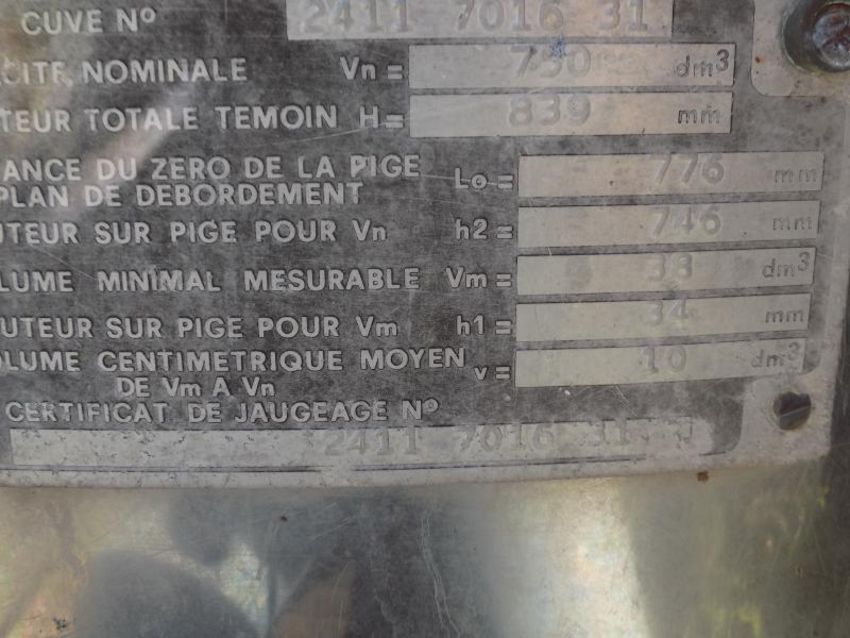 CUVE Nº 2411 7016 31
CITE NOMINALE Vn = 750 dm3
TEUR TOTALE TEMOIN H = 839 mm
ANCE DU ZERO DE LA PIGE
PLAN DE DEBORDEMENT Lo = 776 mm
UTEUR SUR PIGE POUR Vn h2 = 746 mm
LUME MINIMAL MESURABLE Vm = 38 dm3
UTEUR SUR PIGE POUR Vm h1 = 34 mm
OLUME CENTIMETRIQUE MOYEN
DE Vm A Vn v = 10 dm3
CERTIFICAT DE JAUGEAGE Nº
2411 7016 31